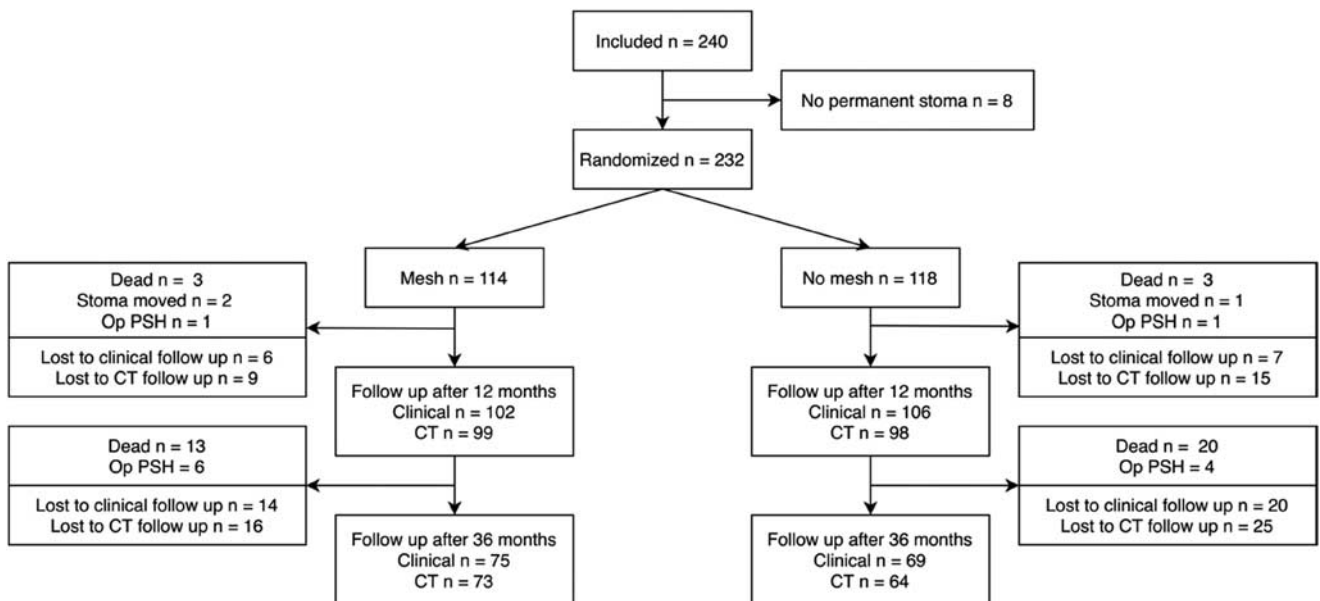 Included n = 240
No permanent stoma n = 8
Randomized n = 232
Mesh n = 114
No mesh n = 118
Dead n =  3
Stoma moved n = 2
Op PSH n = 1
Lost to clinical follow up n = 6
Lost to CT follow up n = 9
Dead n =  3
Stoma moved n = 1
Op PSH n = 1
Lost to clinical follow up n = 7
Lost to CT follow up n = 15
Follow up after 12 months
Clinical n = 102
CT n = 99
Follow up after 12 months
Clinical n = 106
CT n = 98
Dead n = 13
Op PSH = 6
Lost to clinical follow up n = 14
Lost to CT follow up n = 16
Dead n =  20
Op PSH = 4
Lost to clinical follow up n = 20
Lost to CT follow up n = 25
Follow up after 36 months
Clinical n = 75
CT n = 73
Follow up after 36 months
Clinical n = 69
CT n = 64